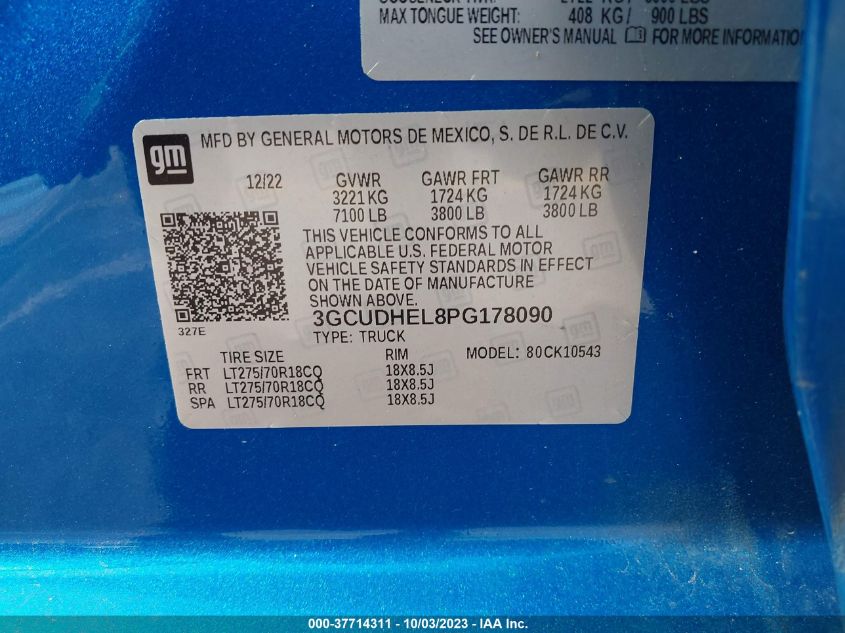 MAX TONGUE WEIGHT: 408 KG/ 900 LBS
SEE OWNER'S MANUAL FOR MORE INFORMATION
gm
MFD BY GENERAL MOTORS DE MEXICO, S. DE R.L. DE C.V.
12/22 GVWR GAWR FRT GAWR RR
3221 KG 1724 KG 1724 KG
7100 LB 3800 LB 3800 LB
THIS VEHICLE CONFORMS TO ALL
APPLICABLE U.S. FEDERAL MOTOR
VEHICLE SAFETY STANDARDS IN EFFECT
ON THE DATE OF MANUFACTURE
SHOWN ABOVE.
327E
3GCUDHEL8PG178090
TYPE: TRUCK
TIRE SIZE RIM MODEL: 80CK10543
FRT LT275/70R18CQ 18X8.5J
RR LT275/70R18CQ 18X8.5J
SPA LT275/70R18CQ 18X8.5J
000-37714311 - 10/03/2023 - IAA Inc.